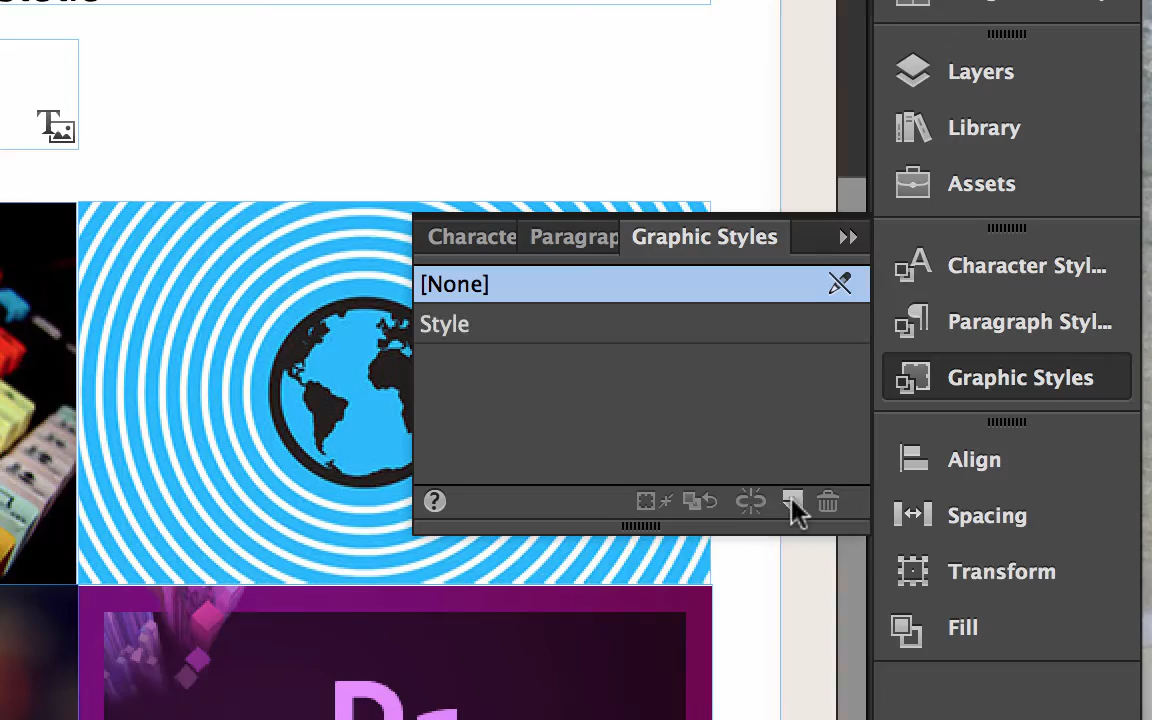 Layers
Library
Assets
Characte Paragrap Graphic Styles
[None]
Style
Character Styl...
Paragraph Styl...
Graphic Styles
Align
Spacing
Transform
Fill
?
Pr